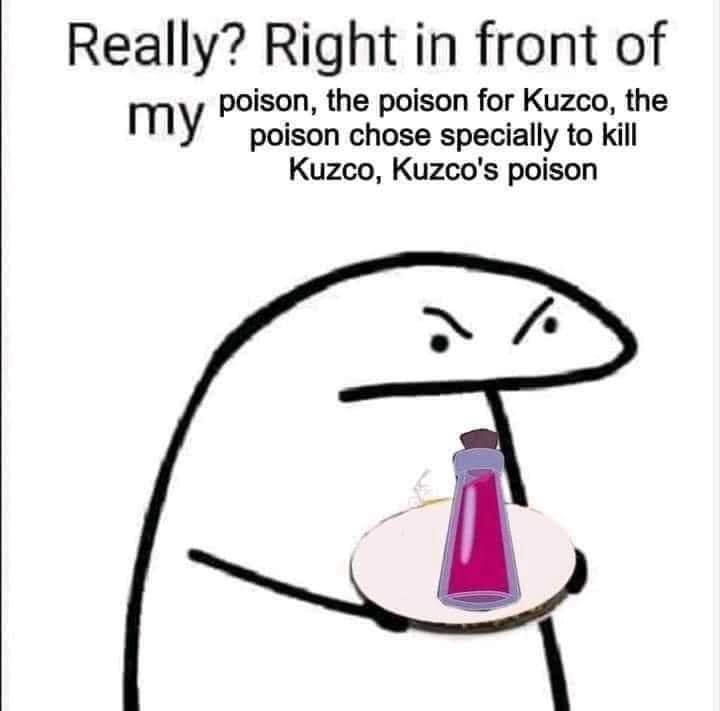 Really? Right in front of
my poison, the poison for Kuzco, the
poison chose specially to kill
Kuzco, Kuzco's poison